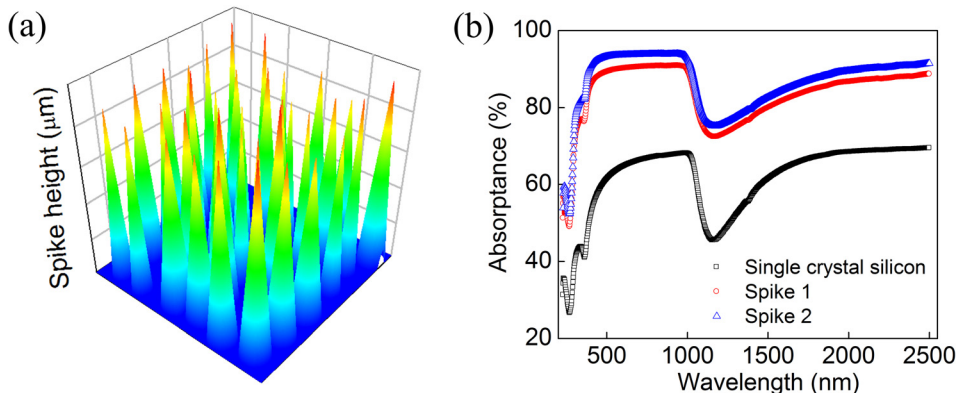 (a)
Spike height (μm)
(b)
Absorptance (%)
100
80
60
40
20
Single crystal silicon
Spike 1
Spike 2
500
1000
1500
2000
2500
Wavelength (nm)